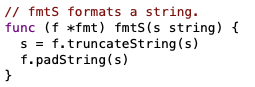 // fmtS formats a string.
func (f *fmt) fmtS(s string) {
  s = f.truncateString(s)
  f.padString(s)
}